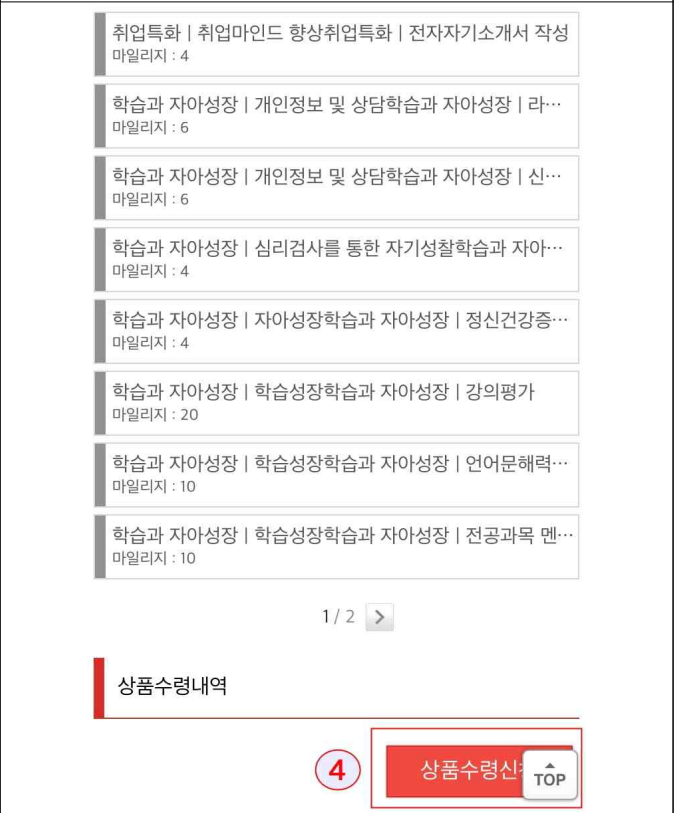 취업특화 | 취업마인드 향상취업특화 | 전자자기소개서 작성
마일리지 : 4
학습과 자아성장 | 개인정보 및 상담학습과 자아성장 | 라…
마일리지 : 6
학습과 자아성장 | 개인정보 및 상담학습과 자아성장 | 신…
마일리지 : 6
학습과 자아성장 | 심리검사를 통한 자기성찰학습과 자아…
마일리지 : 4
학습과 자아성장 | 자아성장학습과 자아성장 | 정신건강증…
마일리지 : 4
학습과 자아성장 | 학습성장학습과 자아성장 | 강의평가
마일리지 : 20
학습과 자아성장 | 학습성장학습과 자아성장 | 언어문해력…
마일리지 : 10
학습과 자아성장 | 학습성장학습과 자아성장 | 전공과목 멘…
마일리지 : 10
1 / 2 >
상품수령내역
4
상품수령신
TOP